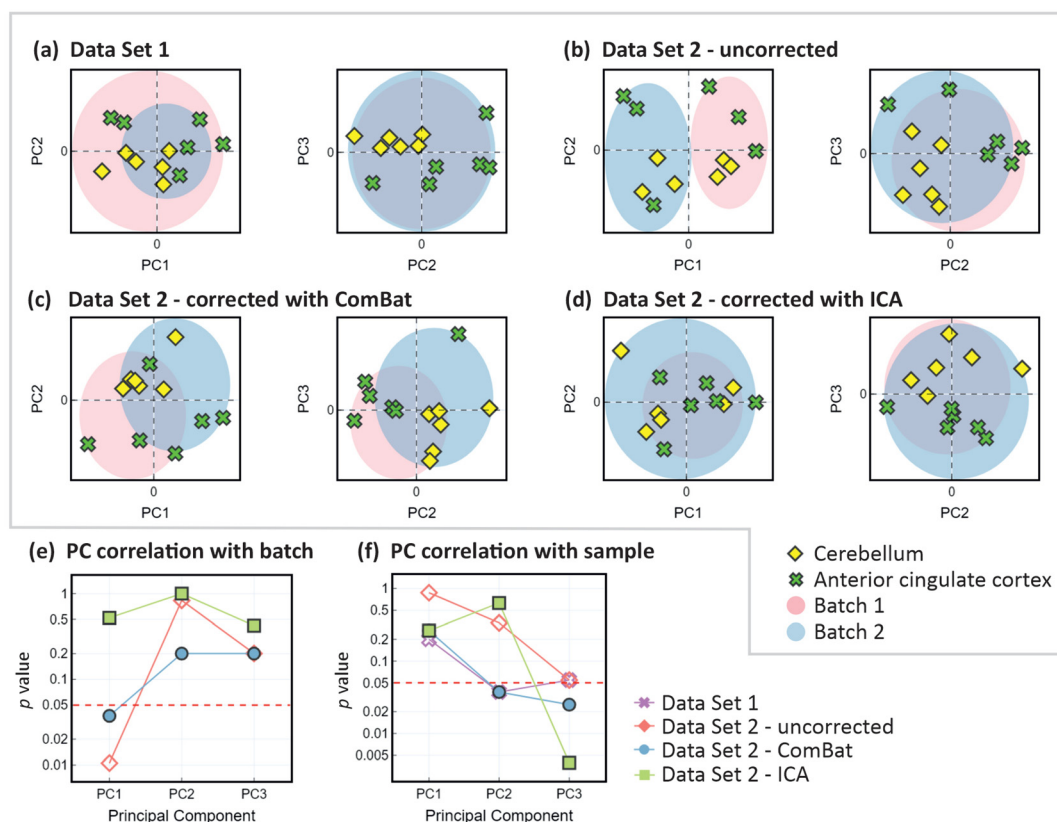 (a) Data Set 1
PC2
0
0
PC1
PC3
0
0
PC2
(b) Data Set 2 - uncorrected
PC2
0
0
PC1
PC3
0
0
PC2
(c) Data Set 2 - corrected with ComBat
PC2
0
0
PC1
PC3
0
0
PC2
(d) Data Set 2 - corrected with ICA
PC2
0
0
PC1
PC3
0
0
PC2
(e) PC correlation with batch
p value
1
0.5
0.2
0.1
0.05
0.02
0.01
PC1 PC2 PC3
Principal Component
(f) PC correlation with sample
p value
1
0.5
0.2
0.1
0.05
0.02
0.01
0.005
PC1 PC2 PC3
Principal Component
Cerebellum
Anterior cingulate cortex
Batch 1
Batch 2
Data Set 1
Data Set 2 - uncorrected
Data Set 2 - ComBat
Data Set 2 - ICA